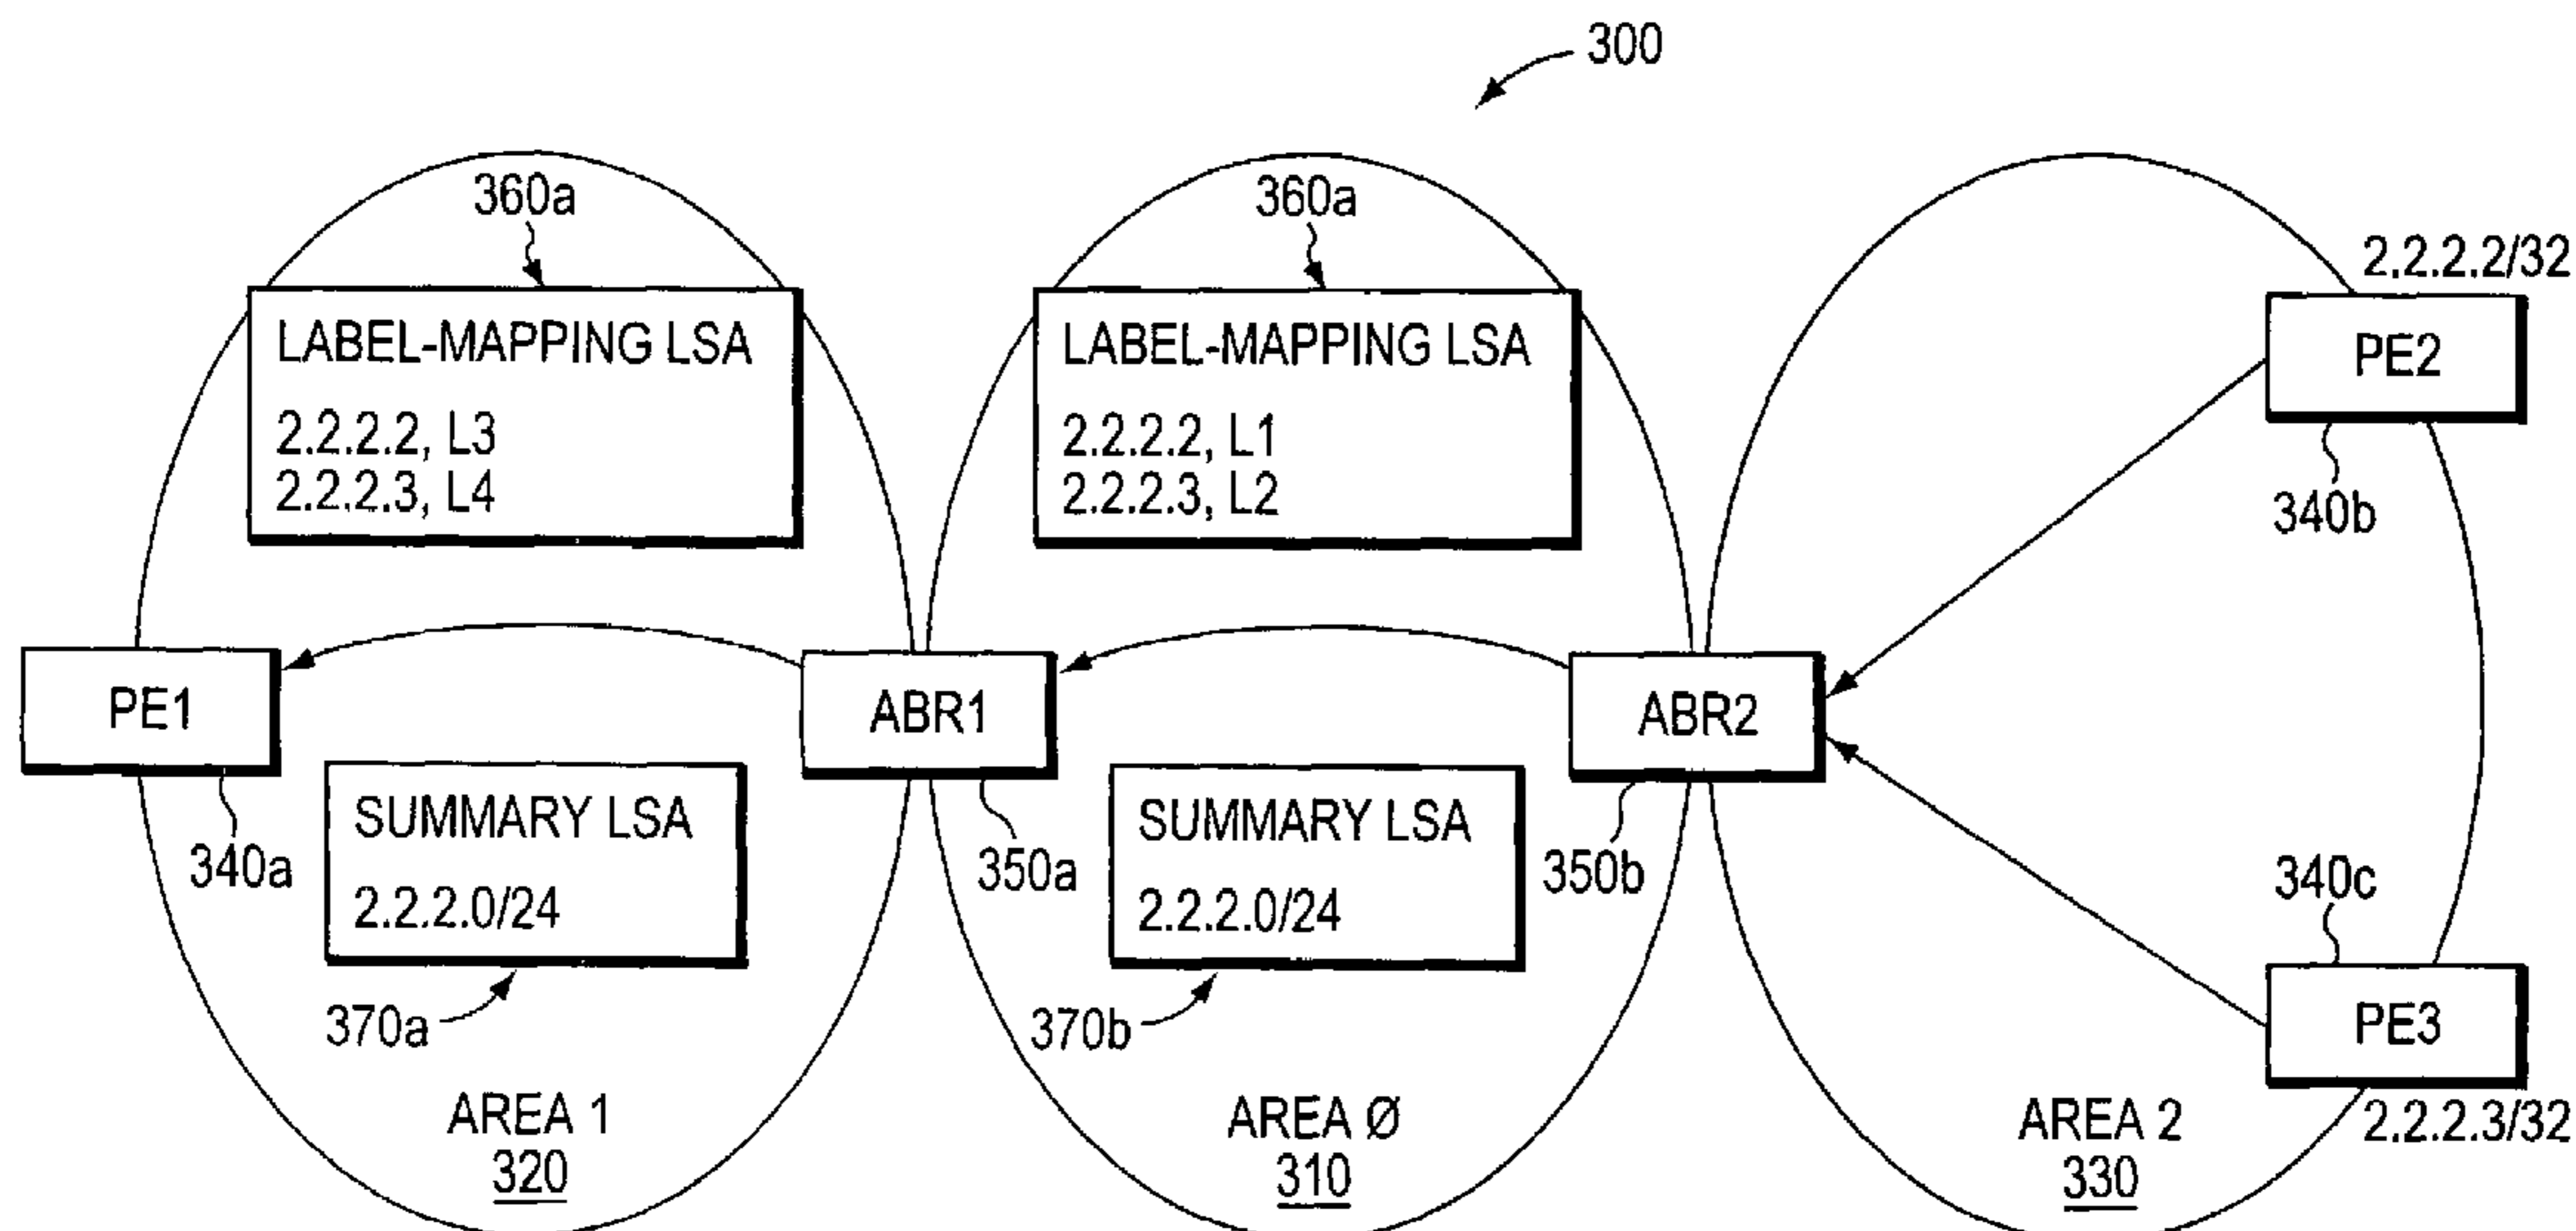 300
360a
360a
LABEL-MAPPING LSA
2.2.2.2, L3
2.2.2.3, L4
LABEL-MAPPING LSA
2.2.2.2, L1
2.2.2.3, L2
2.2.2.2/32
PE2
340b
PE1
340a
ABR1
350a
ABR2
350b
SUMMARY LSA
2.2.2.0/24
370a
SUMMARY LSA
2.2.2.0/24
370b
340c
PE3
2.2.2.3/32
AREA 1
320
AREA Ø
310
AREA 2
330